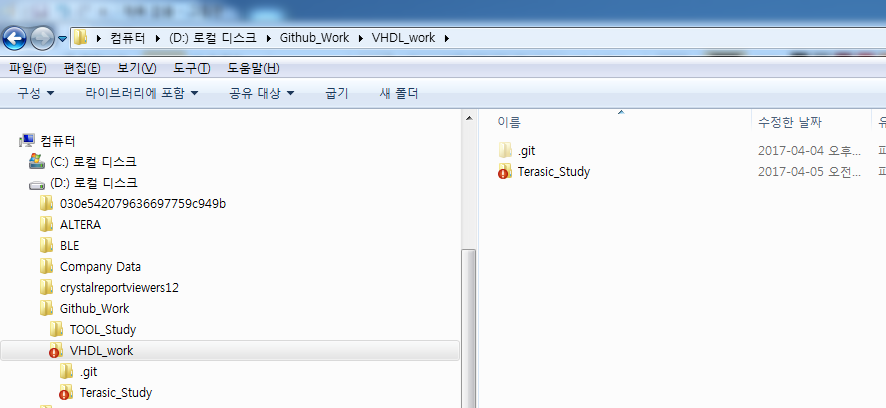 컴퓨터 (D:) 로컬 디스크 Github_Work VHDL_work
파일(F) 편집(E) 보기(V) 도구(T) 도움말(H)
구성 라이브러리에 포함 공유 대상 굽기 새 폴더
이름 수정한 날짜
.git 2017-04-04 오후...
Terasic_Study 2017-04-05 오전...
컴퓨터
(C:) 로컬 디스크
(D:) 로컬 디스크
030e542079636697759c949b
ALTERA
BLE
Company Data
crystalreportviewers12
Github_Work
TOOL_Study
VHDL_work
.git
Terasic_Study